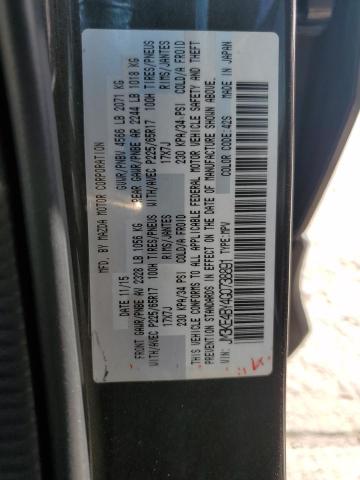 MFD. BY MAZDA MOTOR CORPORATION
11/15 GVWR/PNBV 4566 LB 2071 KG
FRONT GAWR/PNBE AV 2328 LB 1056 KG REAR GAWR/PNBE AR 2244 LB 1018 KG
WITH/AVEC P225/65R17 100H TIRES/PNEUS WITH/AVEC P225/65R17 100H TIRES/PNEUS
17X7J RIMS/JANTES 17X7J RIMS/JANTES
230 KPA/34 PSI COLD/A FROID 230 KPA/34 PSI COLD/A FROID
THIS VEHICLE CONFORMS TO ALL APPLICABLE FEDERAL MOTOR VEHICLE SAFETY AND THEFT
PREVENTION STANDARDS IN EFFECT ON THE DATE OF MANUFACTURE SHOWN ABOVE.
VIN: TYPE: MPV COLOR CODE: 42S MADE IN JAPAN